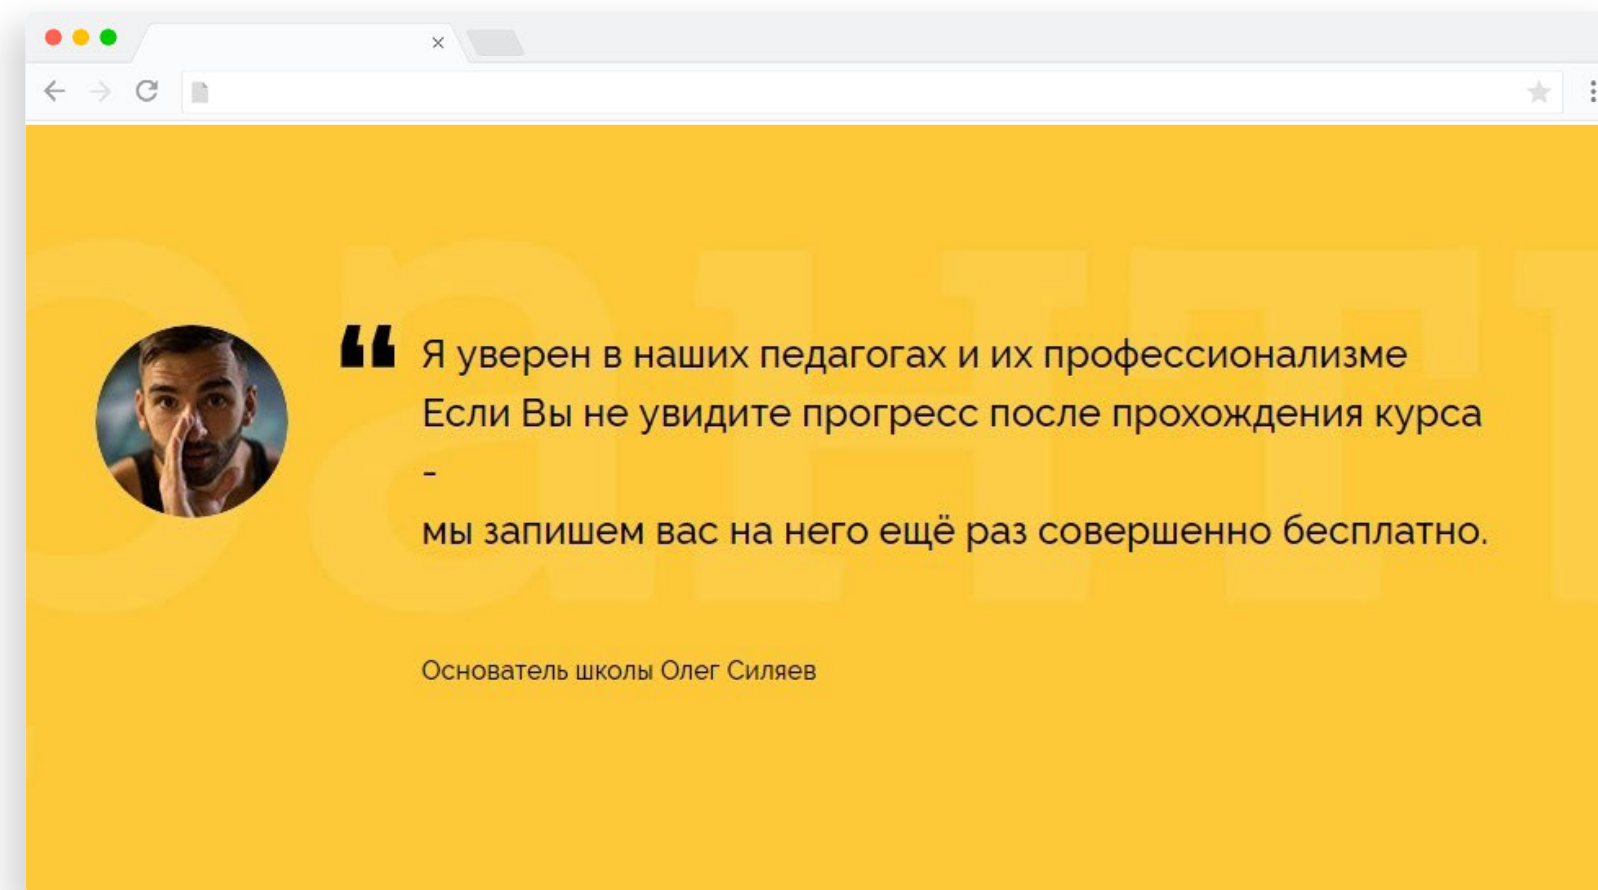 ранти
“ Я уверен в наших педагогах и их профессионализме
Если Вы не увидите прогресс после прохождения курса
-
мы запишем вас на него ещё раз совершенно бесплатно.
Основатель школы Олег Силяев